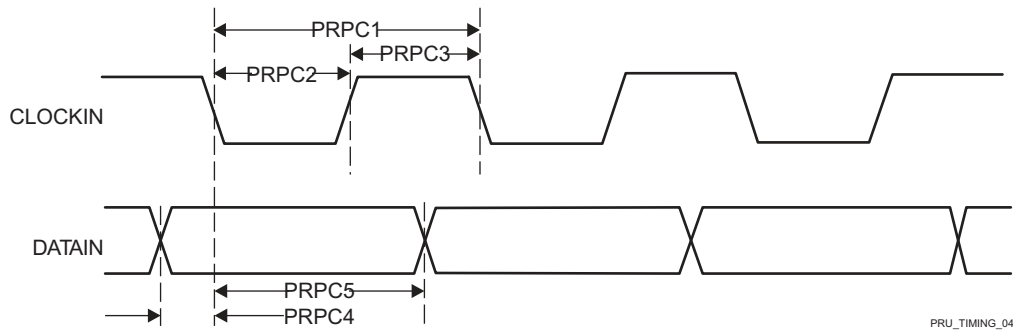 PRPC1
PRPC3
PRPC2
CLOCKIN
DATAIN
PRPC5
PRPC4
PRU_TIMING_04